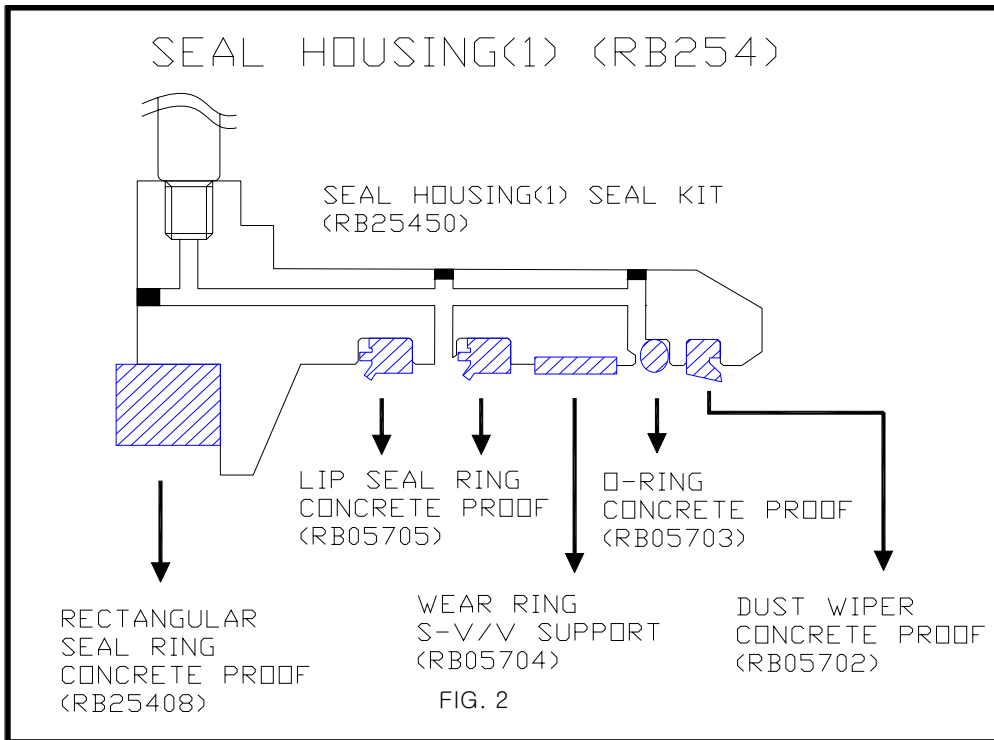 SEAL HOUSING(1) (RB254)
SEAL HOUSING(1) SEAL KIT
(RB25450)
LIP SEAL RING
CONCRETE PROOF
(RB05705)
O-RING
CONCRETE PROOF
(RB05703)
RECTANGULAR
SEAL RING
CONCRETE PROOF
(RB25408)
WEAR RING
S-V/V SUPPORT
(RB05704)
DUST WIPER
CONCRETE PROOF
(RB05702)
FIG. 2